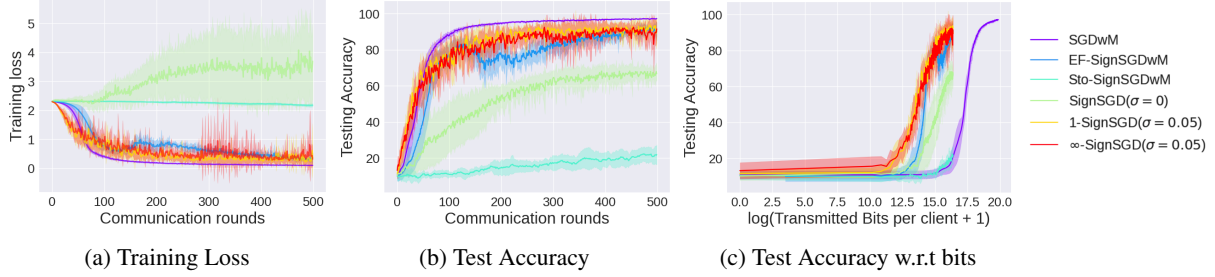 Training loss
5
4
3
2
1
0
0
100
200
300
400
500
Communication rounds
(a) Training Loss
Testing Accuracy
100
80
60
40
20
0
100
200
300
400
500
Communication rounds
(b) Test Accuracy
Testing Accuracy
100
80
60
40
20
0.0
2.5
5.0
7.5
10.0
12.5
15.0
17.5
20.0
log(Transmitted Bits per client + 1)
(c) Test Accuracy w.r.t bits
SGDwM
EF-SignSGDwM
Sto-SignSGDwM
SignSGD(σ = 0)
1-SignSGD(σ = 0.05)
∞-SignSGD(σ = 0.05)